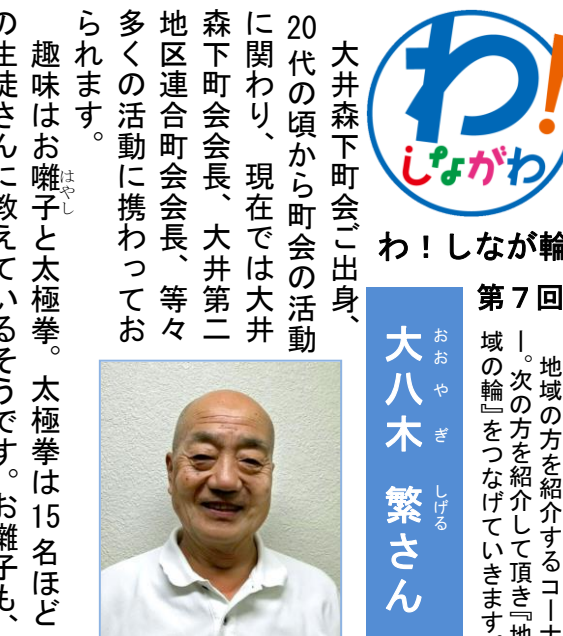 わ！
しながわ
わ！しなが輪
第７回
地域の方を紹介するコーナ
ー。次の方を紹介して頂き『地
域の輪』をつなげていきます。
おおやぎ しげる
大八木 繁さん
大井森下町会ご出身、
20代の頃から町会の活動
に関わり、現在では大井
森下町会会長、大井第二
地区連合町会会長、等々
多くの活動に携わってお
られます。
はやし
趣味はお囃子と太極拳。太極拳は15名ほど
の生徒さんに教えているそうです。お囃子も、